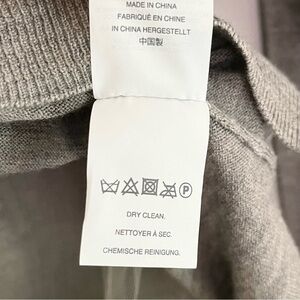 MADE IN CHINA
FABRIQUÉ EN CHINE
IN CHINA HERGESTELLT
中国製
P
DRY CLEAN.
NETTOYER À SEC.
CHEMISCHE REINIGUNG.